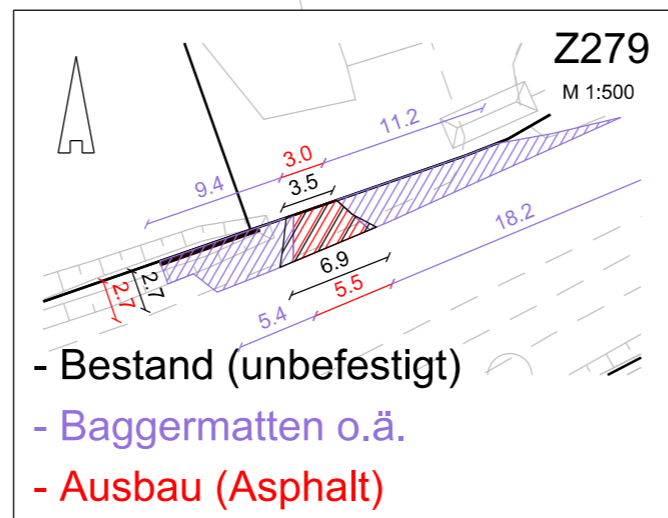 Z279
M 1:500
11.2
3.0
9.4
3.5
18.2
6.9
2.7
2.7
5.5
5.4
- Bestand (unbefestigt)
- Baggermatten o.ä.
- Ausbau (Asphalt)